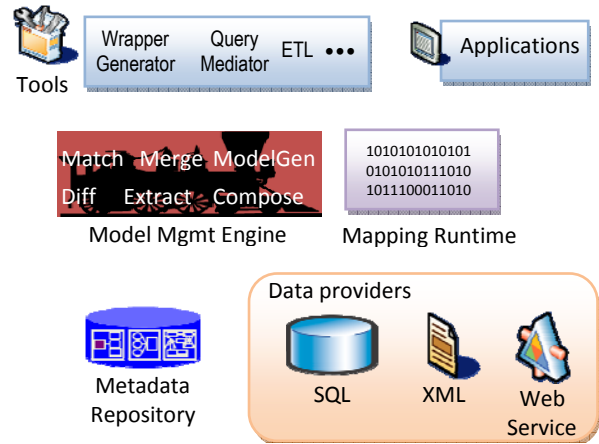 Wrapper Generator
Query Mediator
ETL •••
Applications
Tools
Match Merge ModelGen
Diff Extract Compose
1010101010101
0101010111010
1011100011010
Model Mgmt Engine
Mapping Runtime
Data providers
Metadata
Repository
SQL
XML
Web
Service